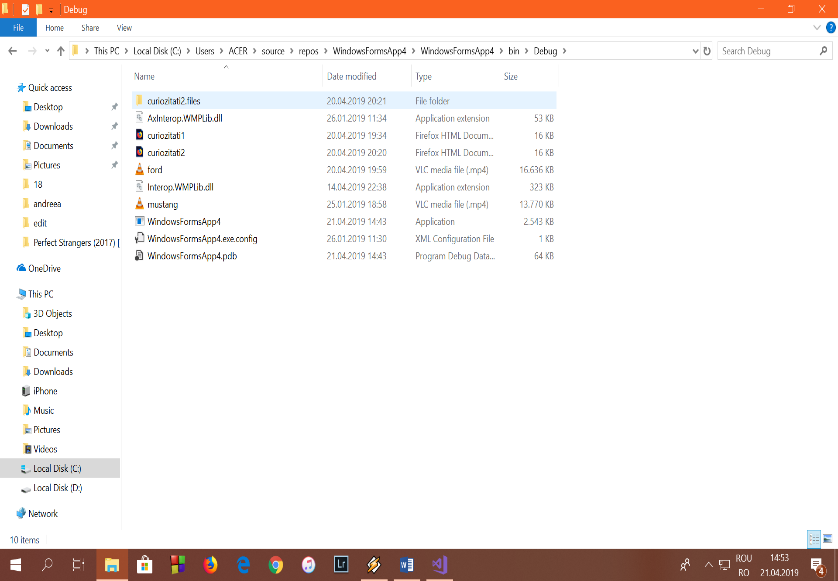 Debug
File Home Share View
This PC Local Disk (C:) Users ACER source repos WindowsFormsApp4 WindowsFormsApp4 bin Debug Search Debug
Name Date modified Type Size
Quick access
Desktop
Downloads
Documents
Pictures
18
andreea
edit
Perfect Strangers (2017) [
OneDrive
This PC
3D Objects
Desktop
Documents
Downloads
iPhone
Music
Pictures
Videos
Local Disk (C:)
Local Disk (D:)
Network
curiozitati2.files 20.04.2019 20:21 File folder
AxInterop.WMPLib.dll 26.01.2019 11:34 Application extension 53 KB
curiozitati1 20.04.2019 19:34 Firefox HTML Docum... 16 KB
curiozitati2 20.04.2019 20:20 Firefox HTML Docum... 16 KB
ford 20.04.2019 19:59 VLC media file (.mp4) 16.636 KB
Interop.WMPLib.dll 14.04.2019 22:38 Application extension 323 KB
mustang 25.01.2019 18:58 VLC media file (.mp4) 13.770 KB
WindowsFormsApp4 21.04.2019 14:43 Application 2.543 KB
WindowsFormsApp4.exe.config 26.01.2019 11:30 XML Configuration File 1 KB
WindowsFormsApp4.pdb 21.04.2019 14:43 Program Debug Data... 64 KB
10 items
Lr
ROU 14:53
RO 21.04.2019
4